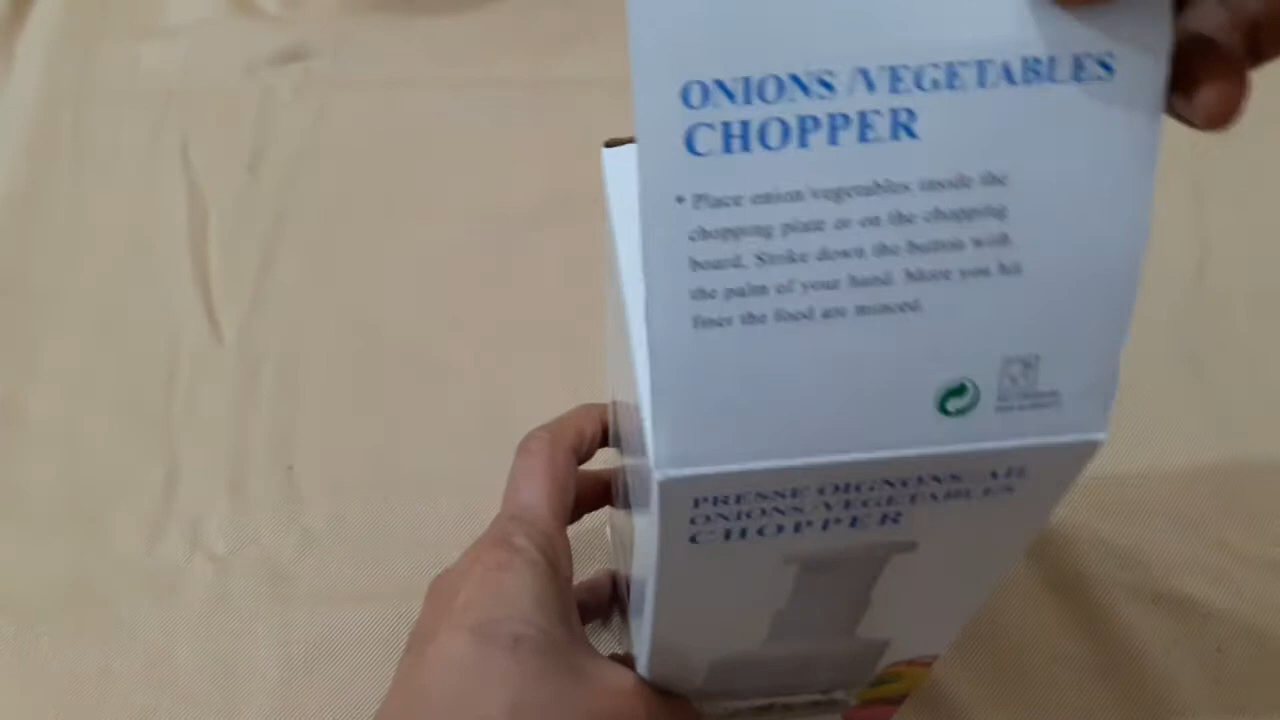 ONIONS /VEGETABLES
CHOPPER
* Place onion/vegetables inside the
chopping plate or on the chopping
board. Strike down the button with
the palm of your hand. More you hit
finer the food are minced.
PRESSE OIGNONS, AIL
ONIONS/VEGETABLES
CHOPPER